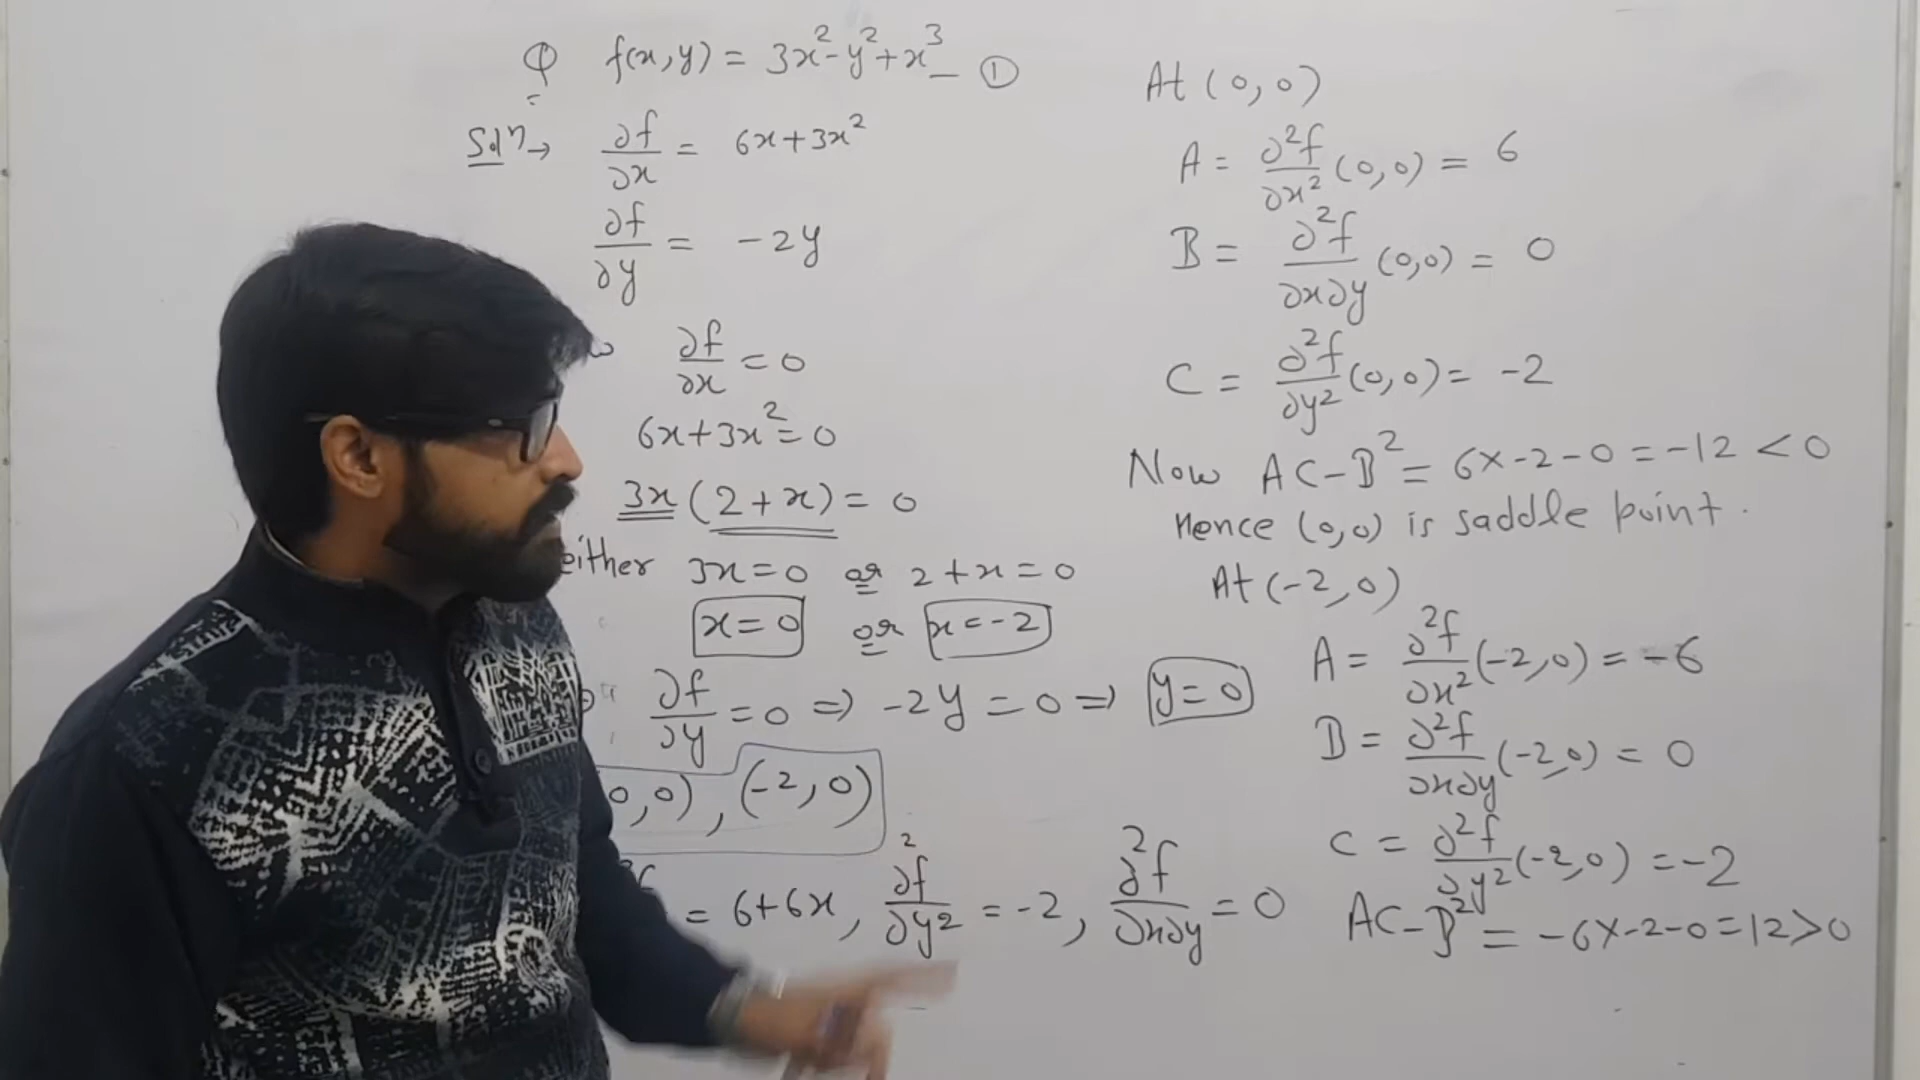 Q f(x,y) = 3x²-y²+x³ — ①
Solⁿ→ ∂f/∂x = 6x+3x²
∂f/∂y = -2y
∂f/∂x = 0
6x+3x²=0
3x(2+x)=0
either 3x=0 or 2+x=0
x=0 or x=-2
∂f/∂y=0 ⇒ -2y=0 ⇒ y=0
0,0), (-2,0)
= 6+6x, ∂²f/∂y² = -2, ∂²f/∂x∂y = 0
At (0,0)
A = ∂²f/∂x² (0,0) = 6
B = ∂²f/∂x∂y (0,0) = 0
C = ∂²f/∂y² (0,0) = -2
Now AC-B² = 6×-2-0 = -12 < 0
Hence (0,0) is saddle point.
At (-2,0)
A = ∂²f/∂x² (-2,0) = -6
B = ∂²f/∂x∂y (-2,0) = 0
C = ∂²f/∂y² (-2,0) = -2
AC-B² = -6×-2-0=12>0